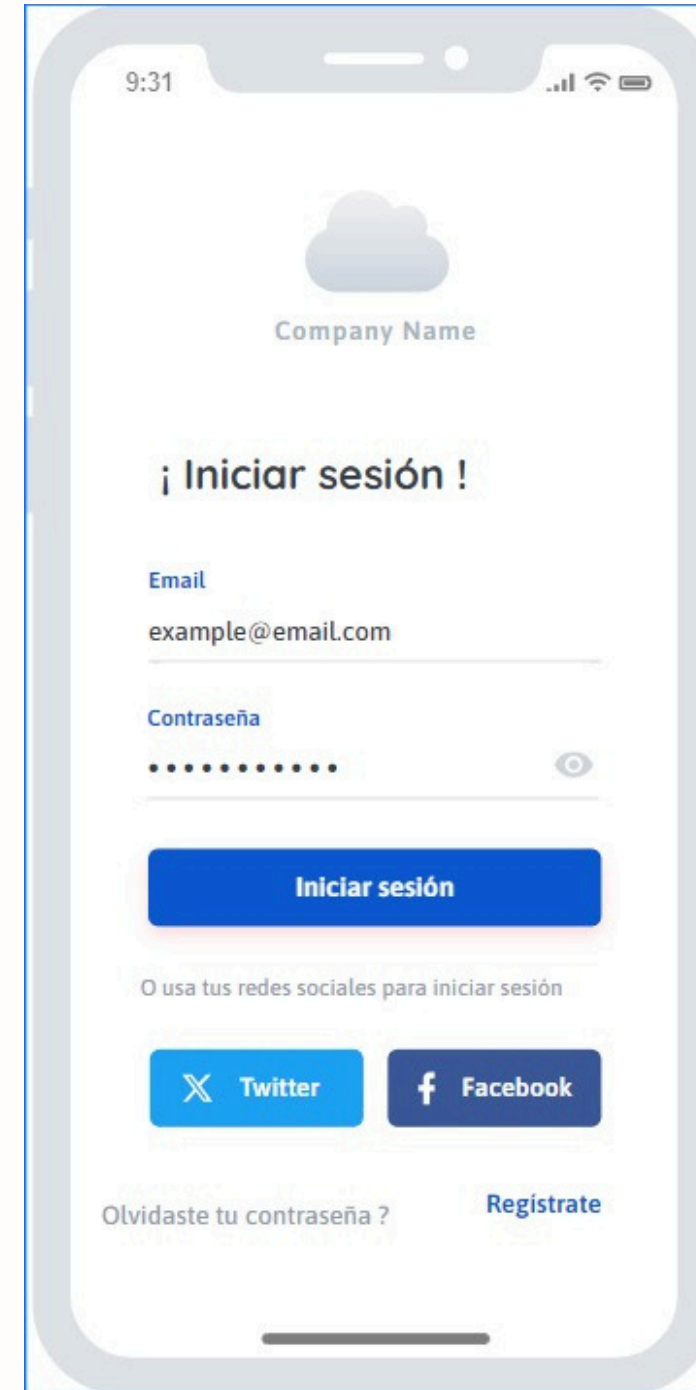 9:31
Company Name
¡ Iniciar sesión !
Email
example@email.com
Contraseña
•••••••••••
Iniciar sesión
O usa tus redes sociales para iniciar sesión
Twitter
Facebook
Olvidaste tu contraseña ?
Regístrate